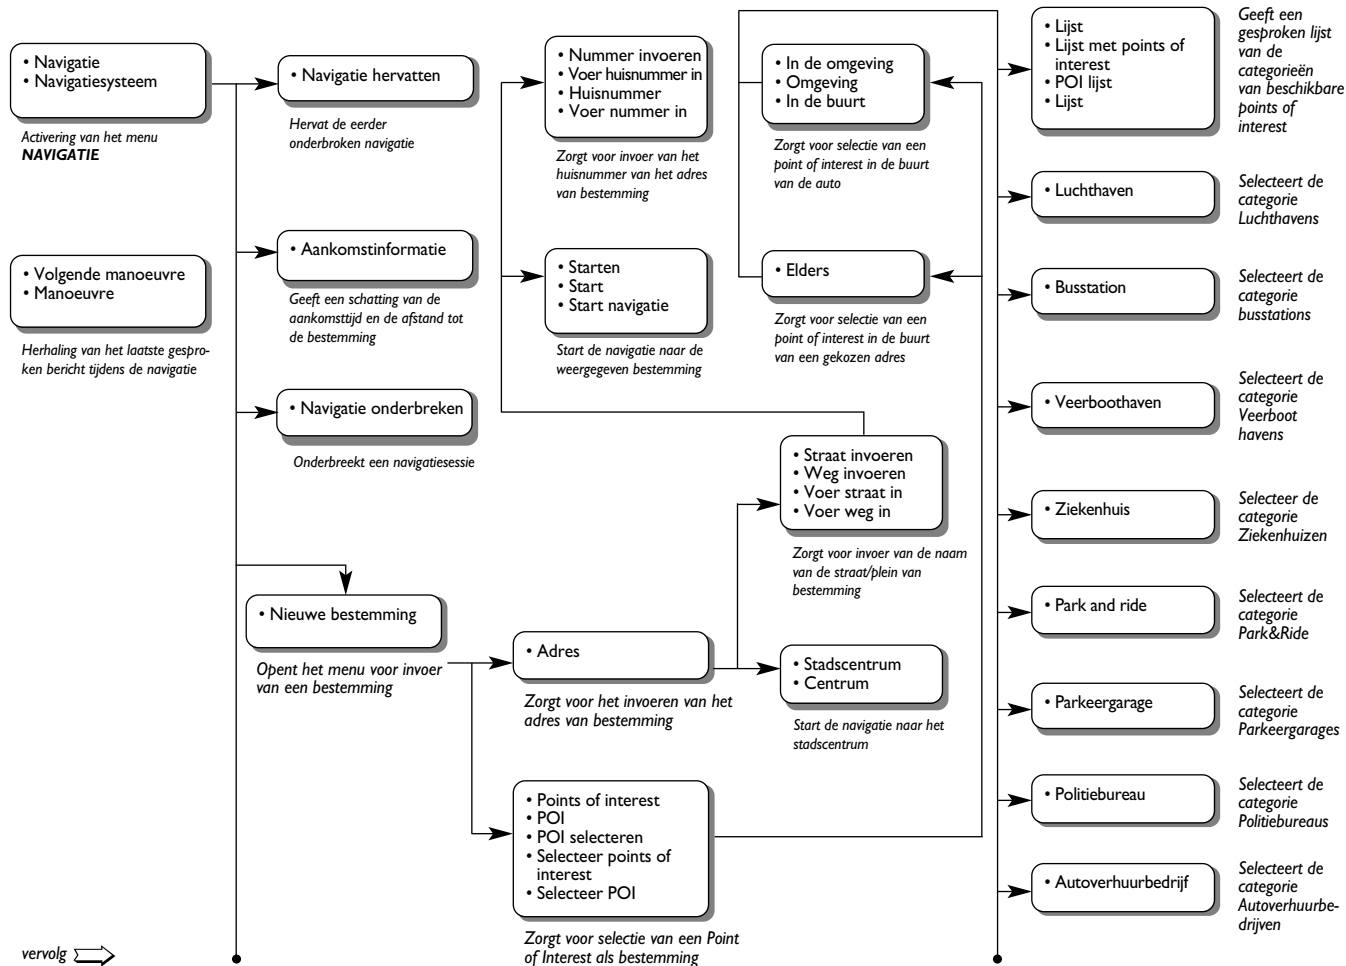 • Navigatie
• Navigatiesysteem
Activering van het menu
NAVIGATIE
• Volgende manoeuvre
• Manoeuvre
Herhaling van het laatste gespro-
ken bericht tijdens de navigatie
• Navigatie hervatten
Hervat de eerder
onderbroken navigatie
• Aankomstinformatie
Geeft een schatting van de
aankomsttijd en de afstand tot
de bestemming
• Navigatie onderbreken
Onderbreekt een navigatiesessie
• Nieuwe bestemming
Opent het menu voor invoer
van een bestemming
• Nummer invoeren
• Voer huisnummer in
• Huisnummer
• Voer nummer in
Zorgt voor invoer van het
huisnummer van het adres
van bestemming
• Starten
• Start
• Start navigatie
Start de navigatie naar de
weergegeven bestemming
• Adres
Zorgt voor het invoeren van het
adres van bestemming
• Points of interest
• POI
• POI selecteren
• Selecteer points of
interest
• Selecteer POI
Zorgt voor selectie van een Point
of Interest als bestemming
• In de omgeving
• Omgeving
• In de buurt
Zorgt voor selectie van een
point of interest in de buurt
van de auto
• Elders
Zorgt voor selectie van een
point of interest in de buurt
van een gekozen adres
• Straat invoeren
• Weg invoeren
• Voer straat in
• Voer weg in
Zorgt voor invoer van de naam
van de straat/plein van
bestemming
• Stadscentrum
• Centrum
Start de navigatie naar het
stadscentrum
• Lijst
• Lijst met points of
interest
• POI lijst
• Lijst
Geeft een
gesproken lijst
van de
categorieën
van beschikbare
points of
interest
• Luchthaven
Selecteert de
categorie
Luchthavens
• Busstation
Selecteert de
categorie
busstations
• Veerboothaven
Selecteert de
categorie
Veerboot
havens
• Ziekenhuis
Selecteer de
categorie
Ziekenhuizen
• Park and ride
Selecteert de
categorie
Park&Ride
• Parkeergarage
Selecteert de
categorie
Parkeergarages
• Politiebureau
Selecteert de
categorie
Politiebureaus
• Autoverhuurbedrijf
Selecteert de
categorie
Autoverhuurbe-
drijven
vervolg